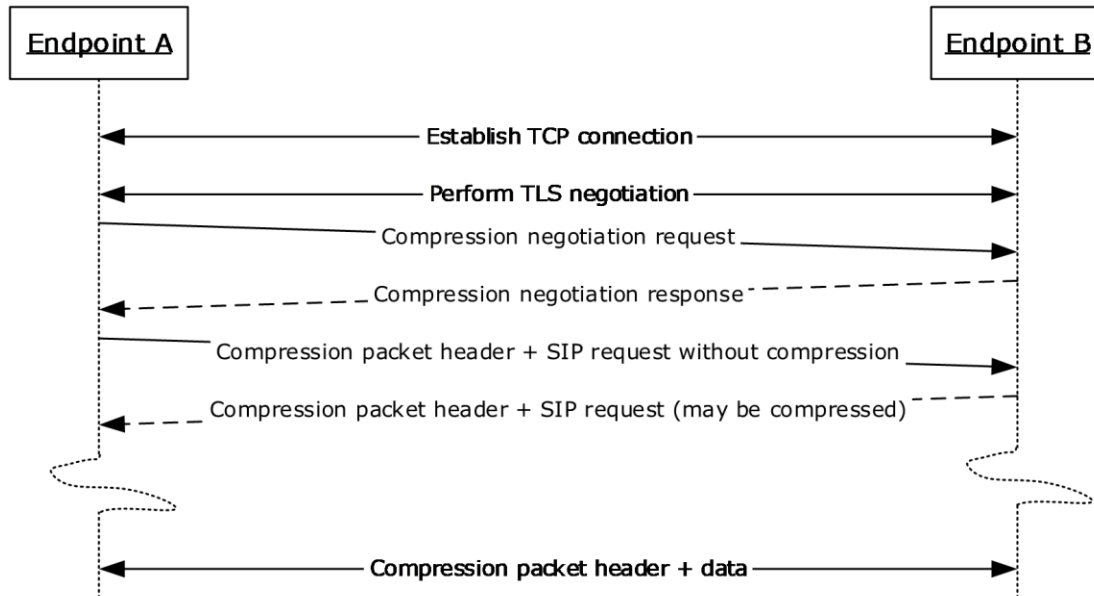 Endpoint A
Endpoint B
Establish TCP connection
Perform TLS negotiation
Compression negotiation request
Compression negotiation response
Compression packet header + SIP request without compression
Compression packet header + SIP request (may be compressed)
Compression packet header + data